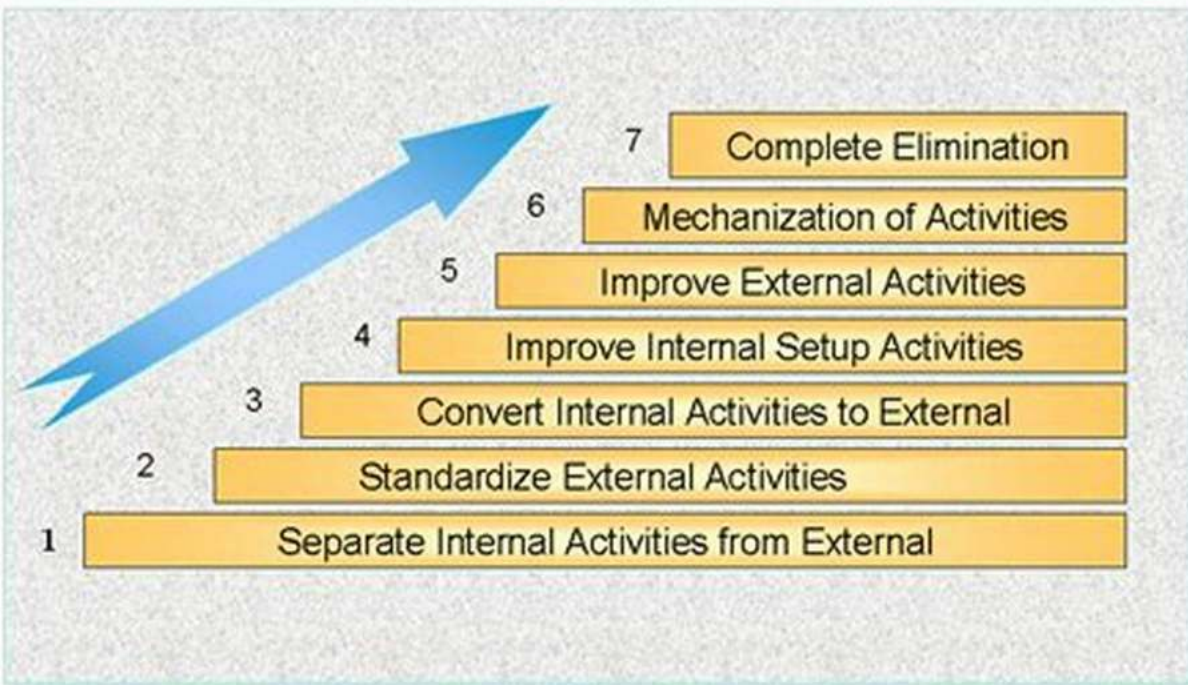 7 Complete Elimination
6 Mechanization of Activities
5 Improve External Activities
4 Improve Internal Setup Activities
3 Convert Internal Activities to External
2 Standardize External Activities
1 Separate Internal Activities from External